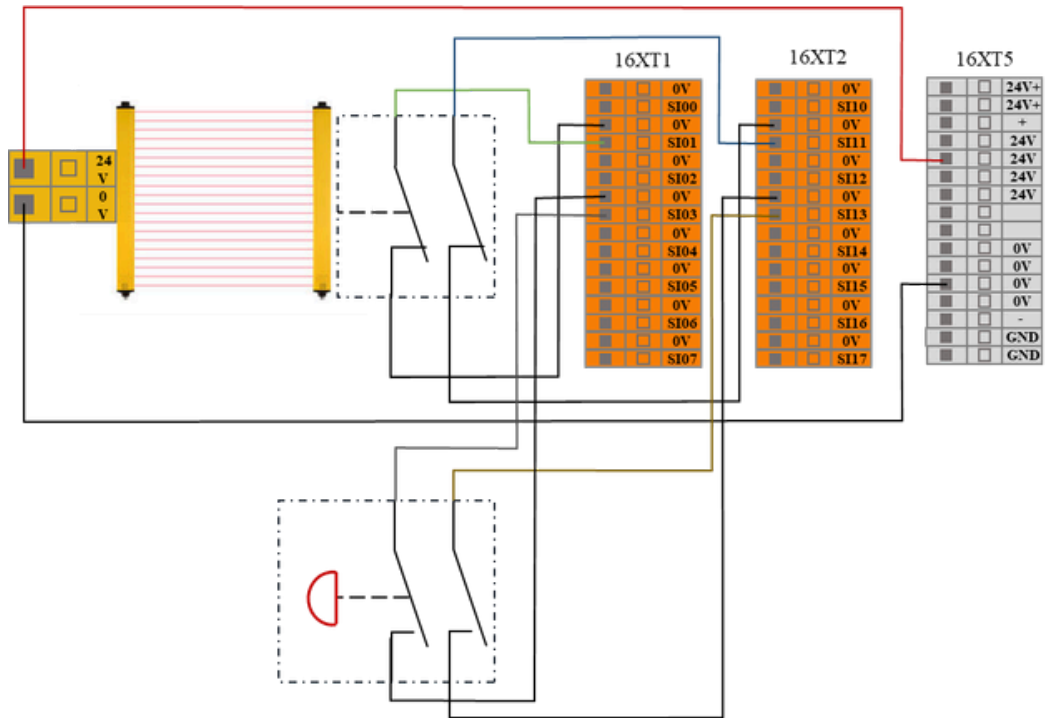 16XT1
16XT2
16XT5
24
V
0
V
0V
SI00
0V
SI01
0V
SI02
0V
SI03
0V
SI04
0V
SI05
0V
SI06
0V
SI07
0V
SI10
0V
SI11
0V
SI12
0V
SI13
0V
SI14
0V
SI15
0V
SI16
0V
SI17
24V+
24V+
+
24V
24V
24V
24V
0V
0V
0V
0V
-
GND
GND